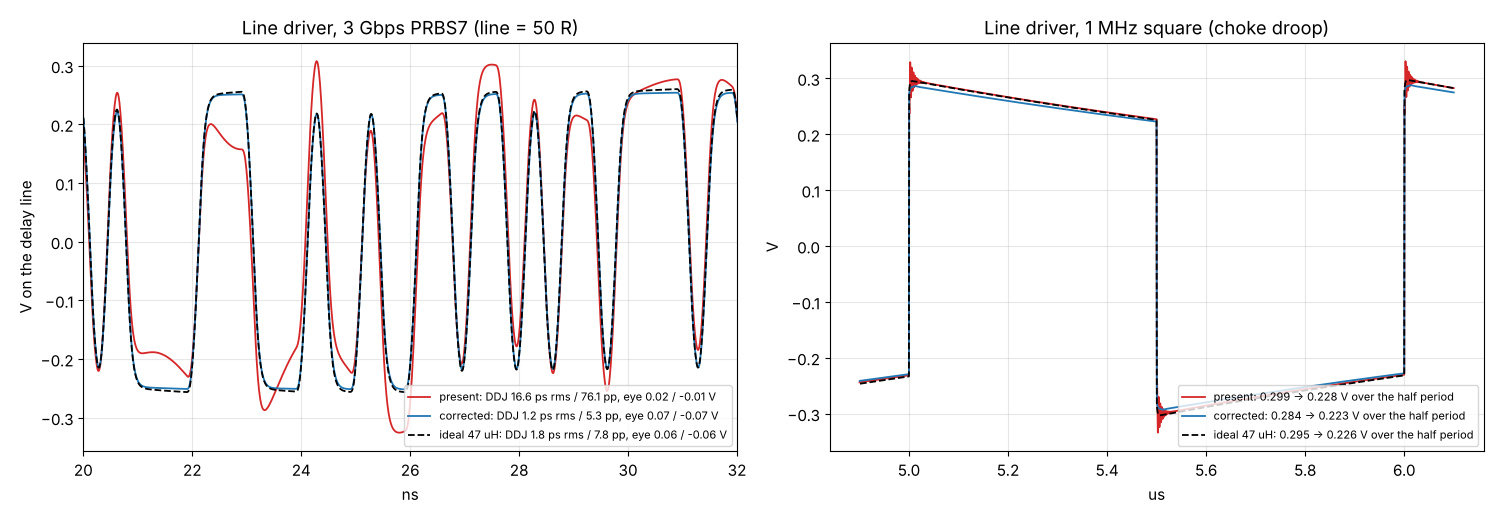 Line driver, 3 Gbps PRBS7 (line = 50 R)
V on the delay line
0.3
0.2
0.1
0.0
−0.1
−0.2
−0.3
present: DDJ 16.6 ps rms / 76.1 pp, eye 0.02 / -0.01 V
corrected: DDJ 1.2 ps rms / 5.3 pp, eye 0.07 / -0.07 V
ideal 47 uH: DDJ 1.8 ps rms / 7.8 pp, eye 0.06 / -0.06 V
20 22 24 26 28 30 32
ns
Line driver, 1 MHz square (choke droop)
V
0.3
0.2
0.1
0.0
−0.1
−0.2
−0.3
present: 0.299 → 0.228 V over the half period
corrected: 0.284 → 0.223 V over the half period
ideal 47 uH: 0.295 → 0.226 V over the half period
5.0 5.2 5.4 5.6 5.8 6.0
us